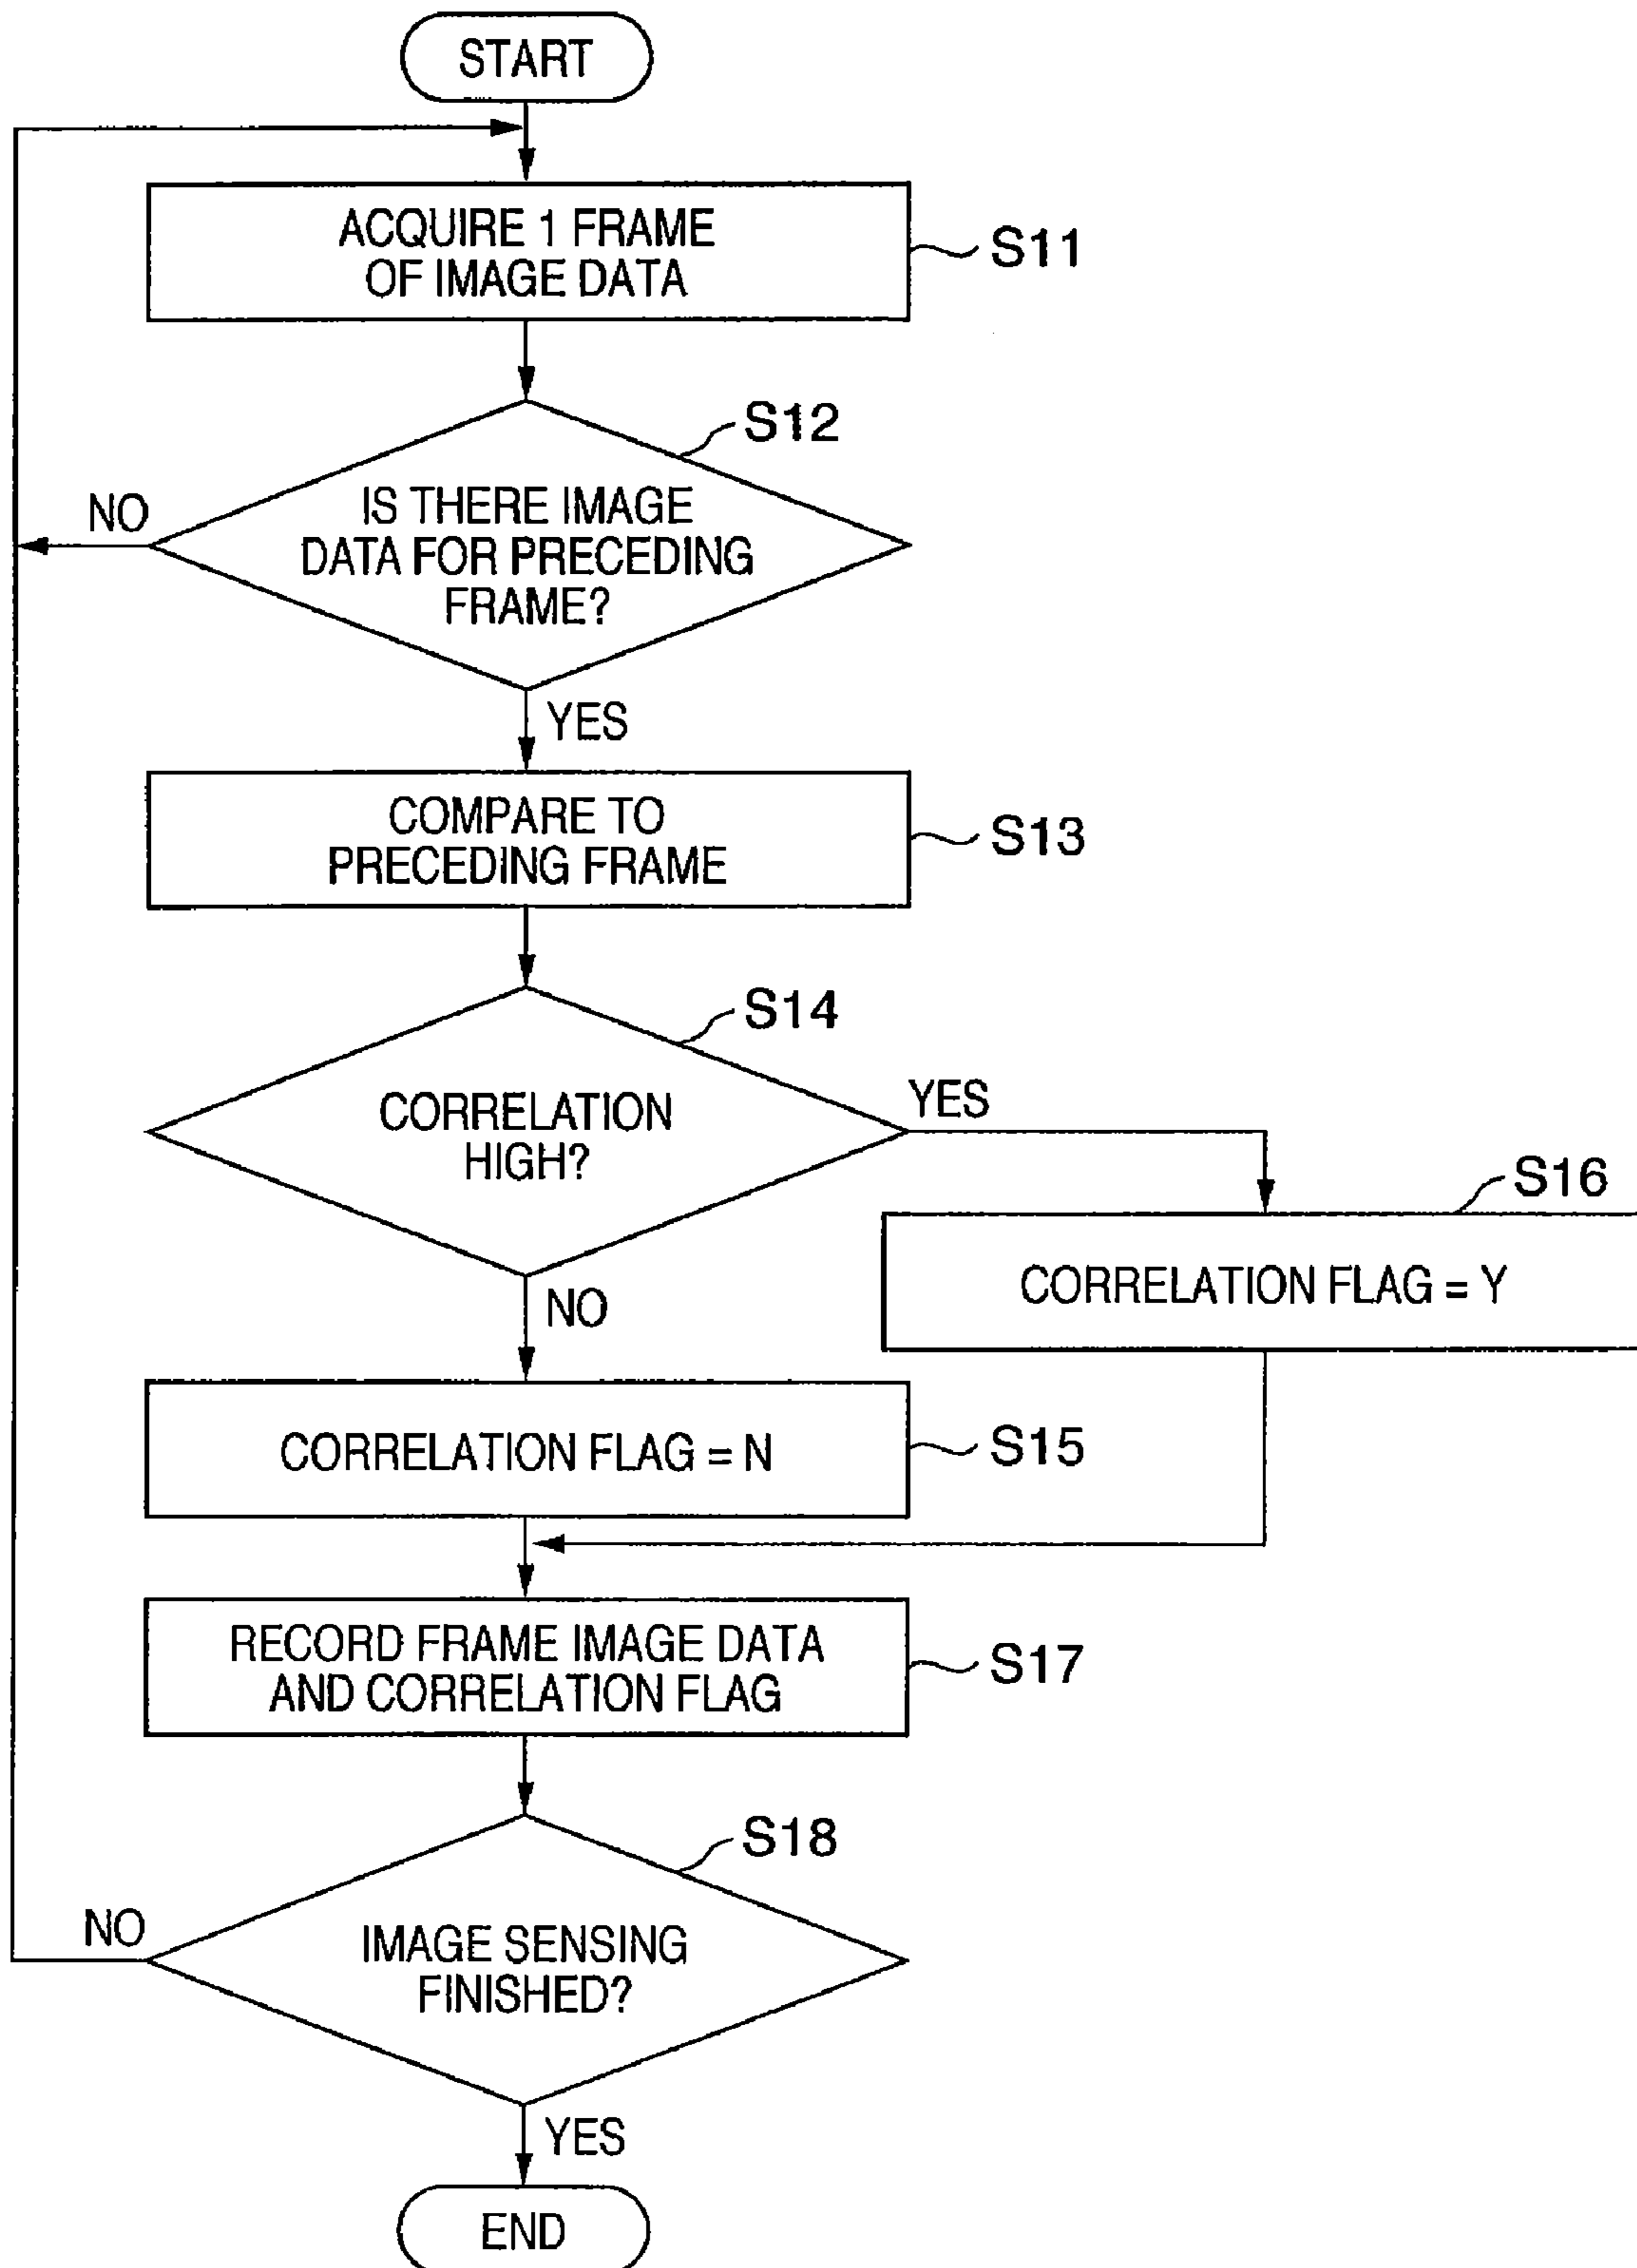 START
ACQUIRE 1 FRAME
OF IMAGE DATA
S11
S12
IS THERE IMAGE
DATA FOR PRECEDING
FRAME?
NO
YES
COMPARE TO
PRECEDING FRAME
S13
S14
CORRELATION
HIGH?
YES
NO
S16
CORRELATION FLAG = Y
CORRELATION FLAG = N
S15
RECORD FRAME IMAGE DATA
AND CORRELATION FLAG
S17
S18
IMAGE SENSING
FINISHED?
NO
YES
END